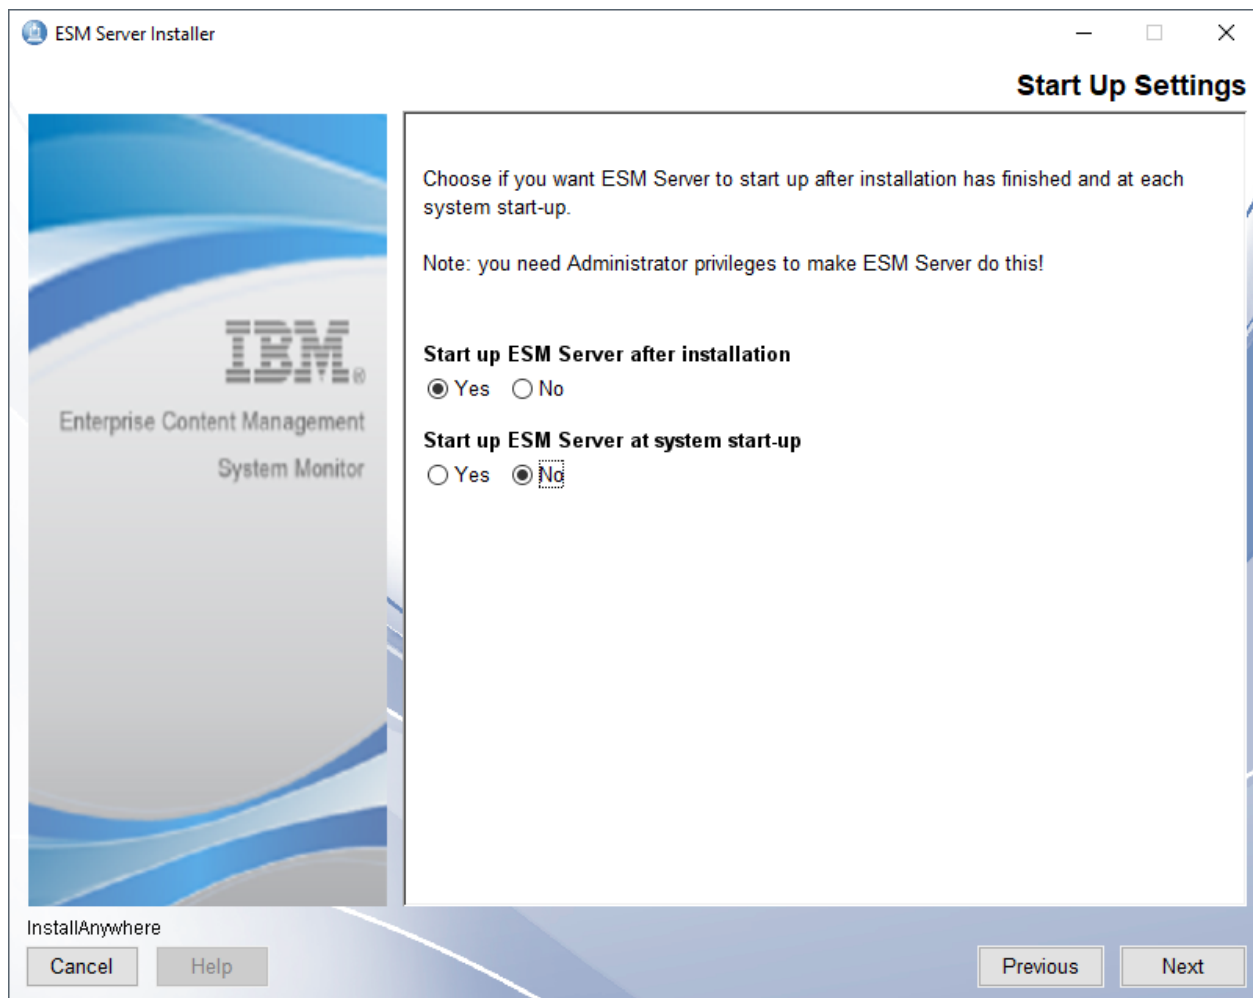 ESM Server Installer
Start Up Settings
Choose if you want ESM Server to start up after installation has finished and at each
system start-up.
Note: you need Administrator privileges to make ESM Server do this!
Start up ESM Server after installation
Yes No
Start up ESM Server at system start-up
Yes No
IBM®
Enterprise Content Management
System Monitor
InstallAnywhere
Cancel Help Previous Next